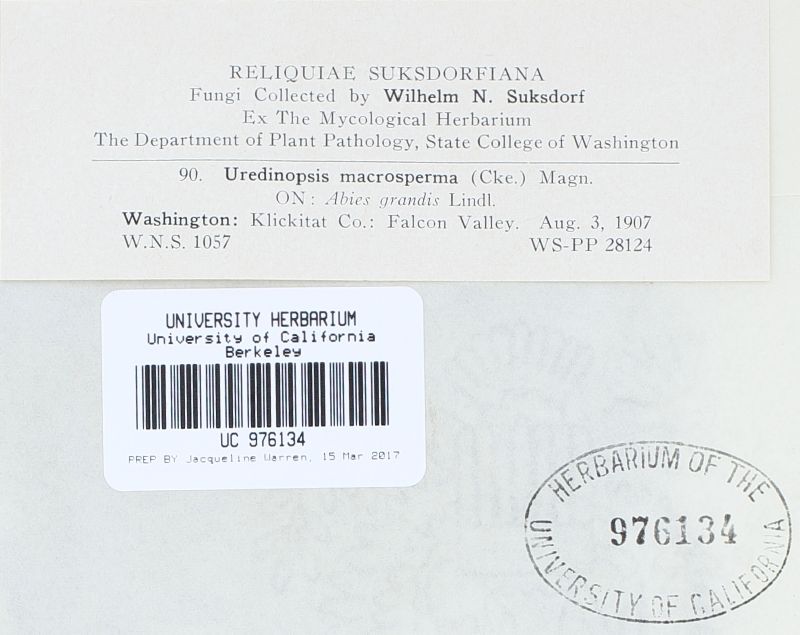 RELIQUIAE SUKSDORFIANA
Fungi Collected by Wilhelm N. Suksdorf
Ex The Mycological Herbarium
The Department of Plant Pathology, State College of Washington
90. Uredinopsis macrosperma (Cke.) Magn.
ON: Abies grandis Lindl.
Washington: Klickitat Co.: Falcon Valley. Aug. 3, 1907
W.N.S. 1057 WS-PP 28124
UNIVERSITY HERBARIUM
University of California
Berkeley
UC 976134
PREP BY Jacqueline Warren, 15 Mar 2017
HERBARIUM OF THE
976134
UNIVERSITY OF CALIFORNIA